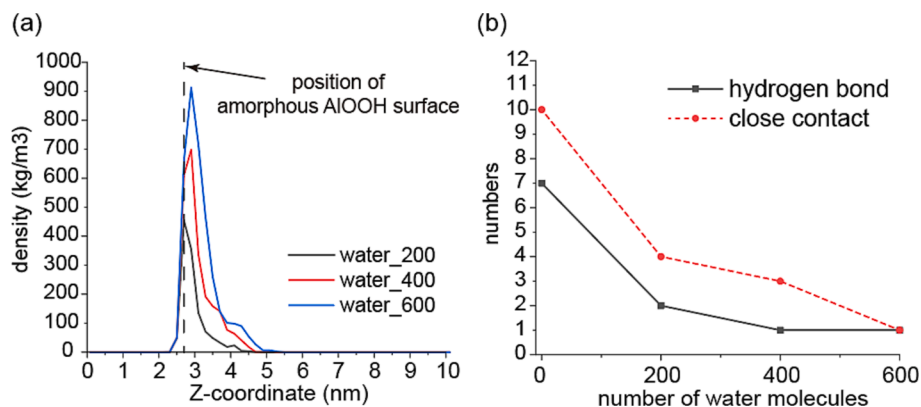 (a)
1000
900
800
700
600
500
400
300
200
100
0
density (kg/m3)
position of
amorphous AlOOH surface
water_200
water_400
water_600
0 1 2 3 4 5 6 7 8 9 10
Z-coordinate (nm)
(b)
12
11
10
9
8
7
6
5
4
3
2
1
numbers
hydrogen bond
close contact
0 200 400 600
number of water molecules